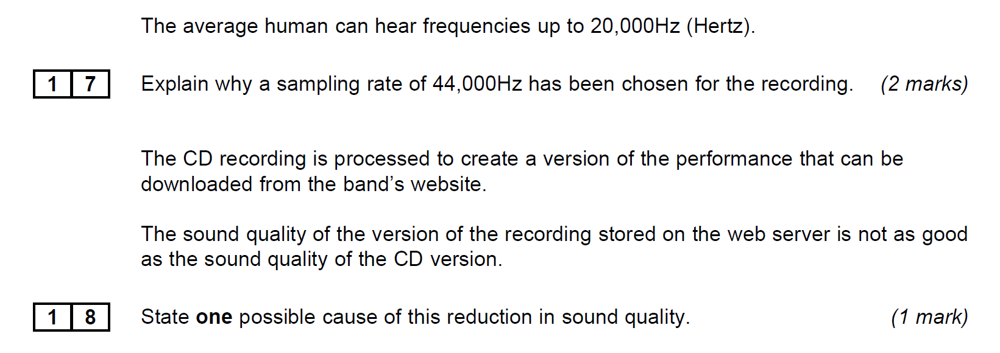 The average human can hear frequencies up to 20,000Hz (Hertz).
1 7 Explain why a sampling rate of 44,000Hz has been chosen for the recording. (2 marks)
The CD recording is processed to create a version of the performance that can be
downloaded from the band’s website.
The sound quality of the version of the recording stored on the web server is not as good
as the sound quality of the CD version.
1 8 State one possible cause of this reduction in sound quality. (1 mark)